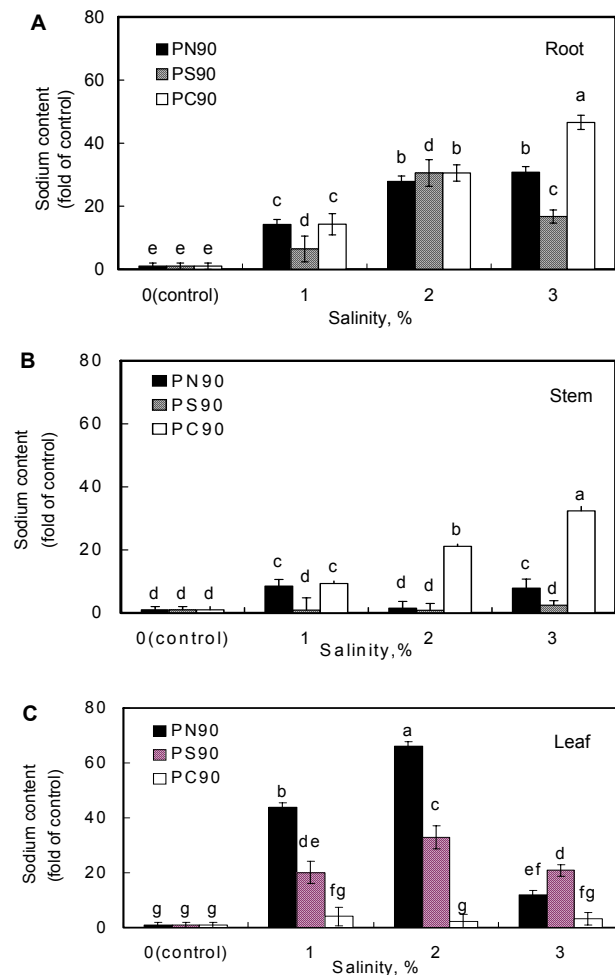 A
80
Root
PN90
PS90
PC90
60
40
20
0
Sodium content
(fold of control)
e e e
c d c
b d b
b c a
0(control) 1 2 3
Salinity, %
B
80
Stem
PN90
PS90
PC90
60
40
20
0
Sodium content
(fold of control)
d d d
c d c
d d b
c d a
0(control) 1 2 3
Salinity,%
C
80
Leaf
PN90
PS90
PC90
60
40
20
0
Sodium content
(fold of control)
g g g
b de fg
a c g
ef d fg
0(control) 1 2 3
Salinity, %